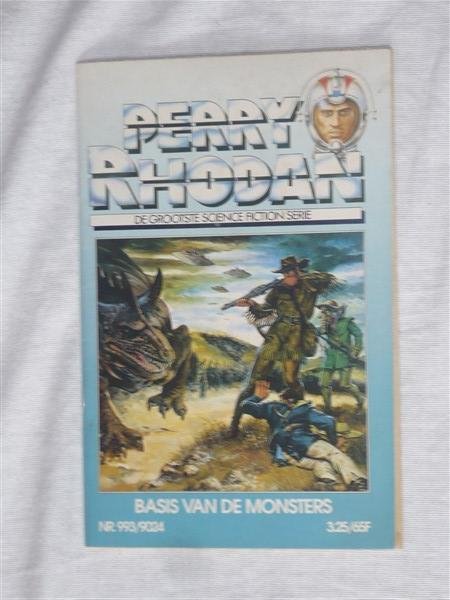 PERRY
RHODAN
DE GROOTSTE SCIENCE FICTION SERIE
BASIS VAN DE MONSTERS
NR. 993/9024 3.25/65F